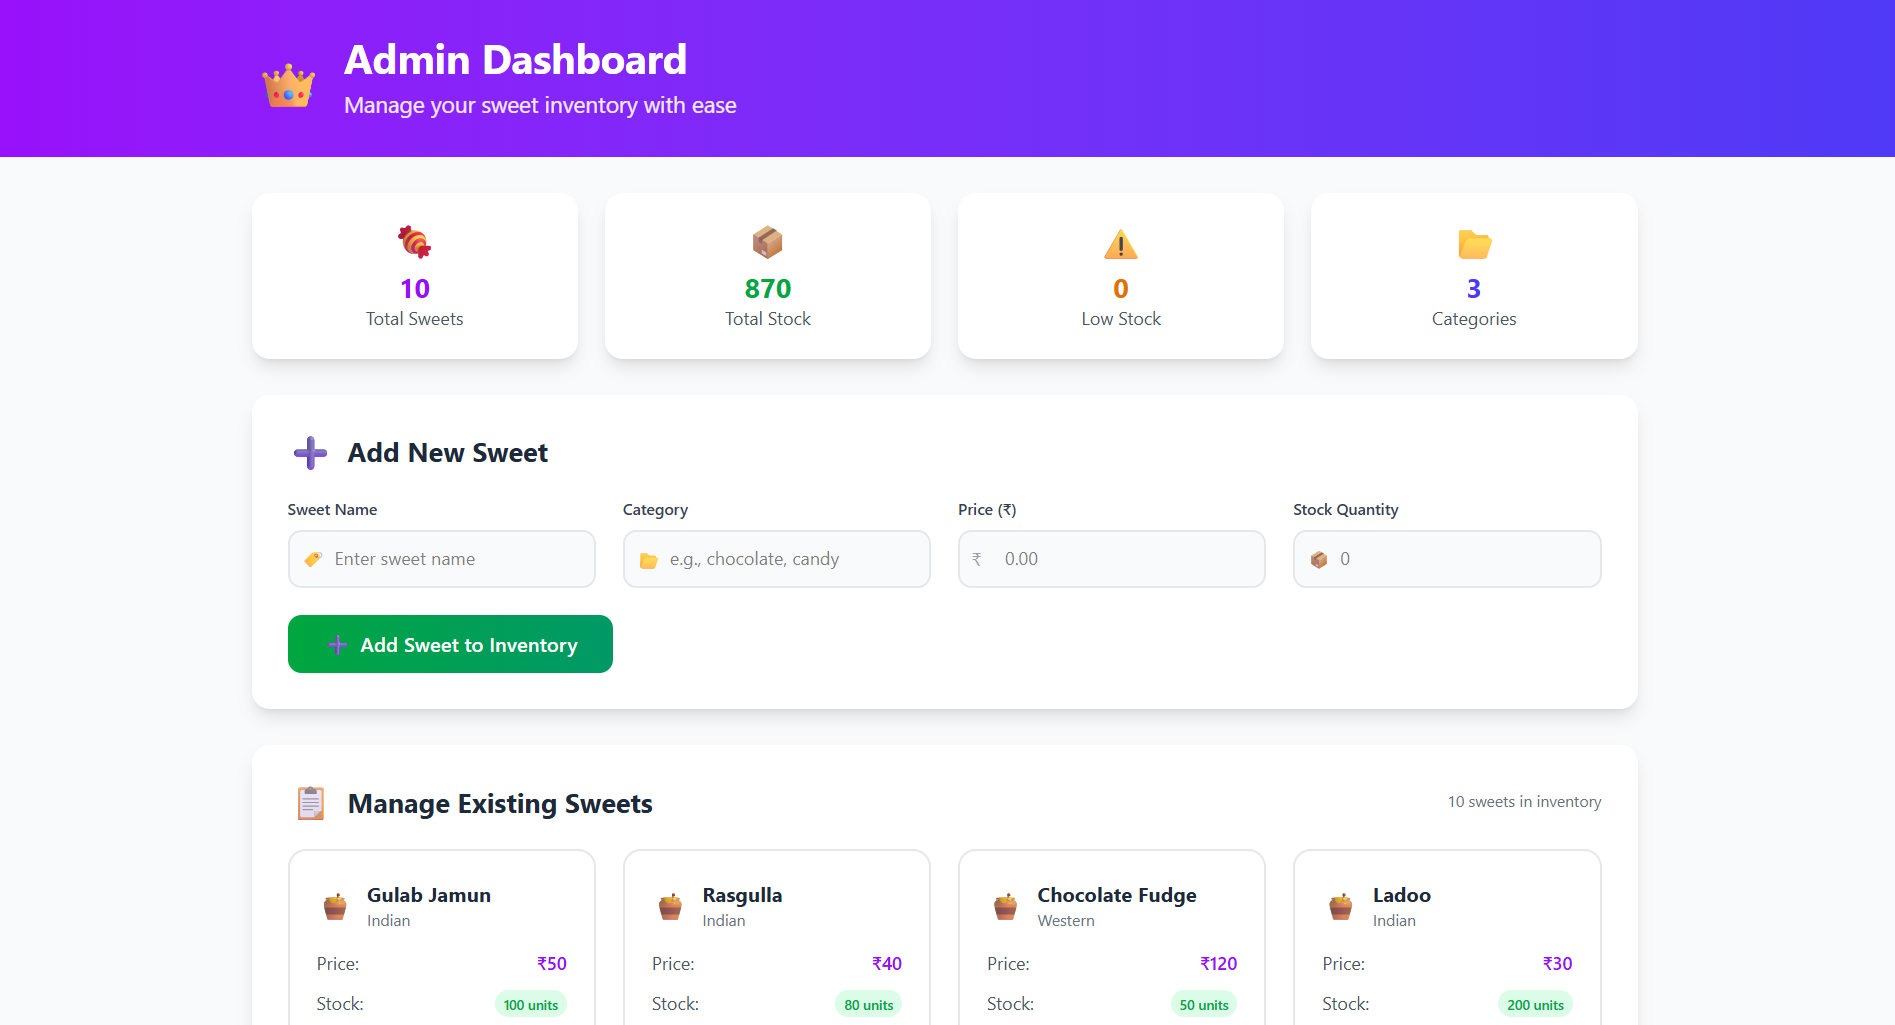 Admin Dashboard
Manage your sweet inventory with ease
10
Total Sweets
870
Total Stock
0
Low Stock
3
Categories
Add New Sweet
Sweet Name
Enter sweet name
Category
e.g., chocolate, candy
Price (₹)
₹ 0.00
Stock Quantity
0
Add Sweet to Inventory
Manage Existing Sweets
10 sweets in inventory
Gulab Jamun
Indian
Price: ₹50
Stock: 100 units
Rasgulla
Indian
Price: ₹40
Stock: 80 units
Chocolate Fudge
Western
Price: ₹120
Stock: 50 units
Ladoo
Indian
Price: ₹30
Stock: 200 units